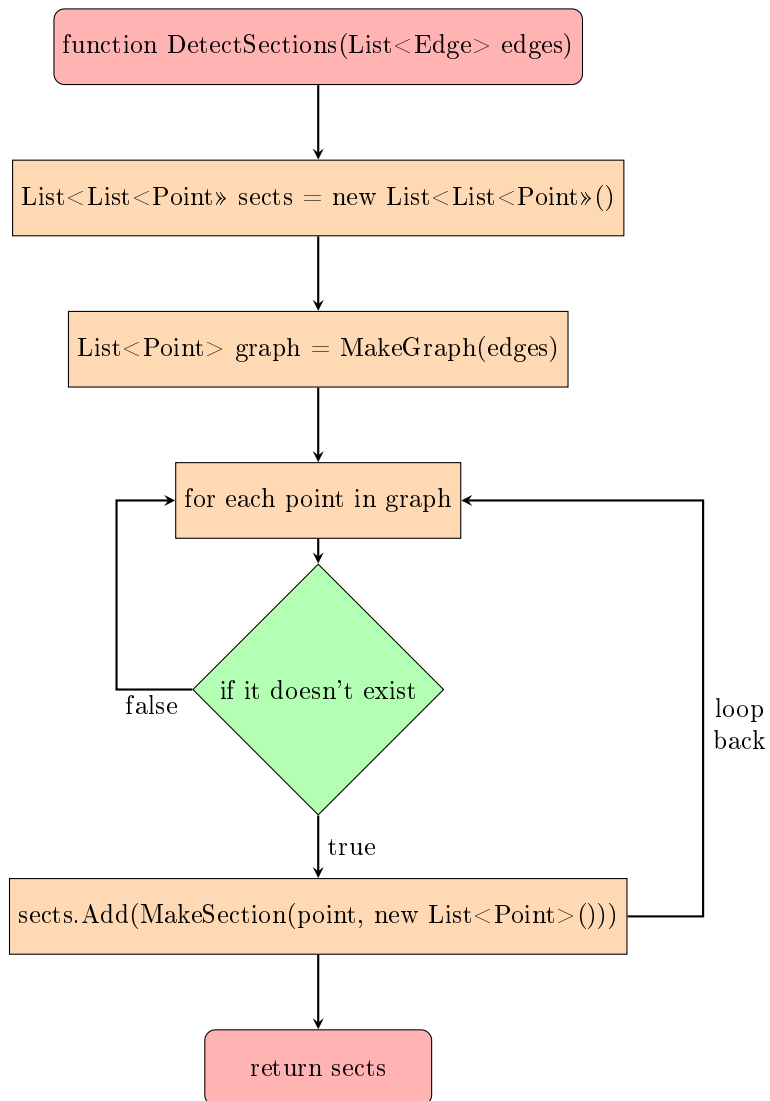 function DetectSections(List<Edge> edges)
List<List<Point» sects = new List<List<Point»()
List<Point> graph = MakeGraph(edges)
for each point in graph
if it doesn't exist
false
loop
back
true
sects.Add(MakeSection(point, new List<Point>()))
return sects